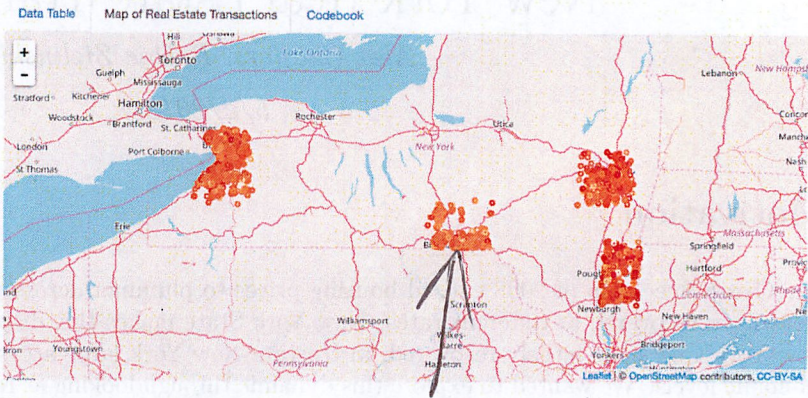 Data Table Map of Real Estate Transactions Codebook
+
-
Lake Ontario
Toronto
Guelph
Mississauga
Lebanon
New Hamps
Stratford
Kitchener
Hamilton
Woodstock
Brantford
St. Catharines
Rochester
Utica
Concor
Manch
London
Port Colborne
New York
Nash
St Thomas
Erie
Massachusetts
Springfield
Hartford
Provid
Pough
Connecticut
Rhode I
Newburgh
New Haven
Scranton
Williamsport
Wilkes-
Barre
Youngstown
Bridgeport
Yonkers
Pennsylvania
Hazleton
Leaflet | © OpenStreetMap contributors, CC-BY-SA